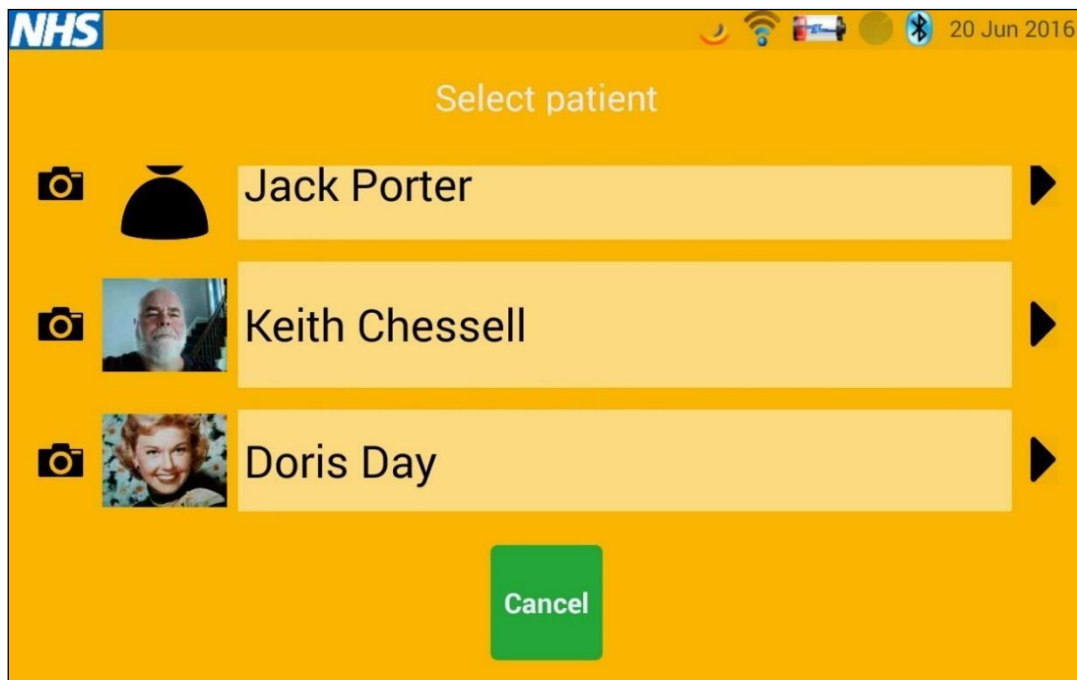 NHS
20 Jun 2016
Select patient
Jack Porter
Keith Chessell
Doris Day
Cancel